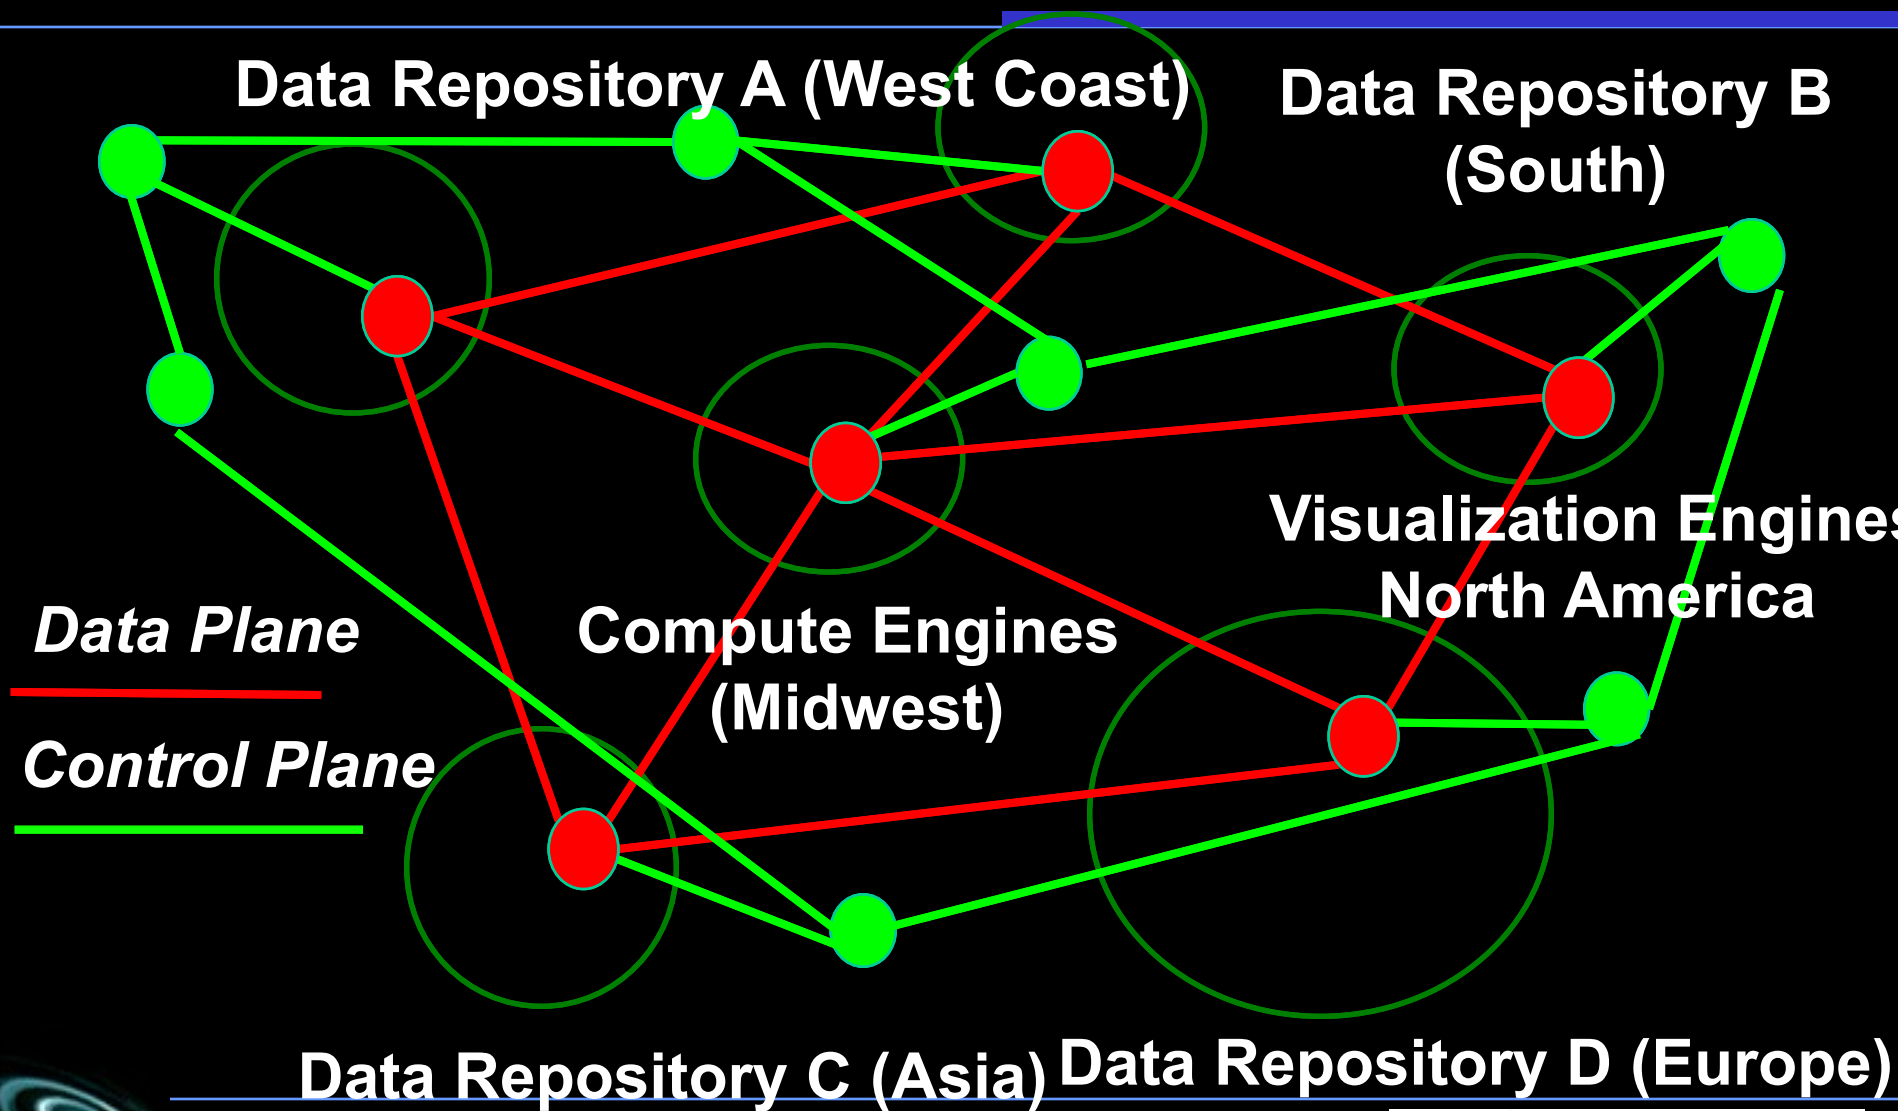 Data Repository A (West Coast)
Data Repository B
(South)
Visualization Engines
North America
Data Plane
Compute Engines
(Midwest)
Control Plane
Data Repository C (Asia)
Data Repository D (Europe)